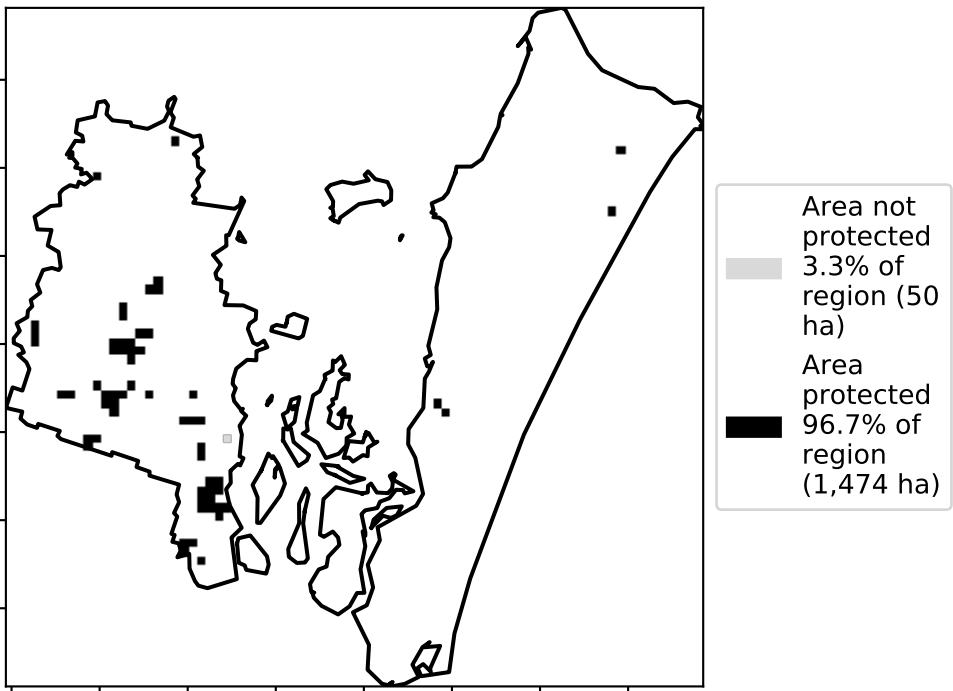 Area not
protected
3.3% of
region (50
ha)
Area
protected
96.7% of
region
(1,474 ha)